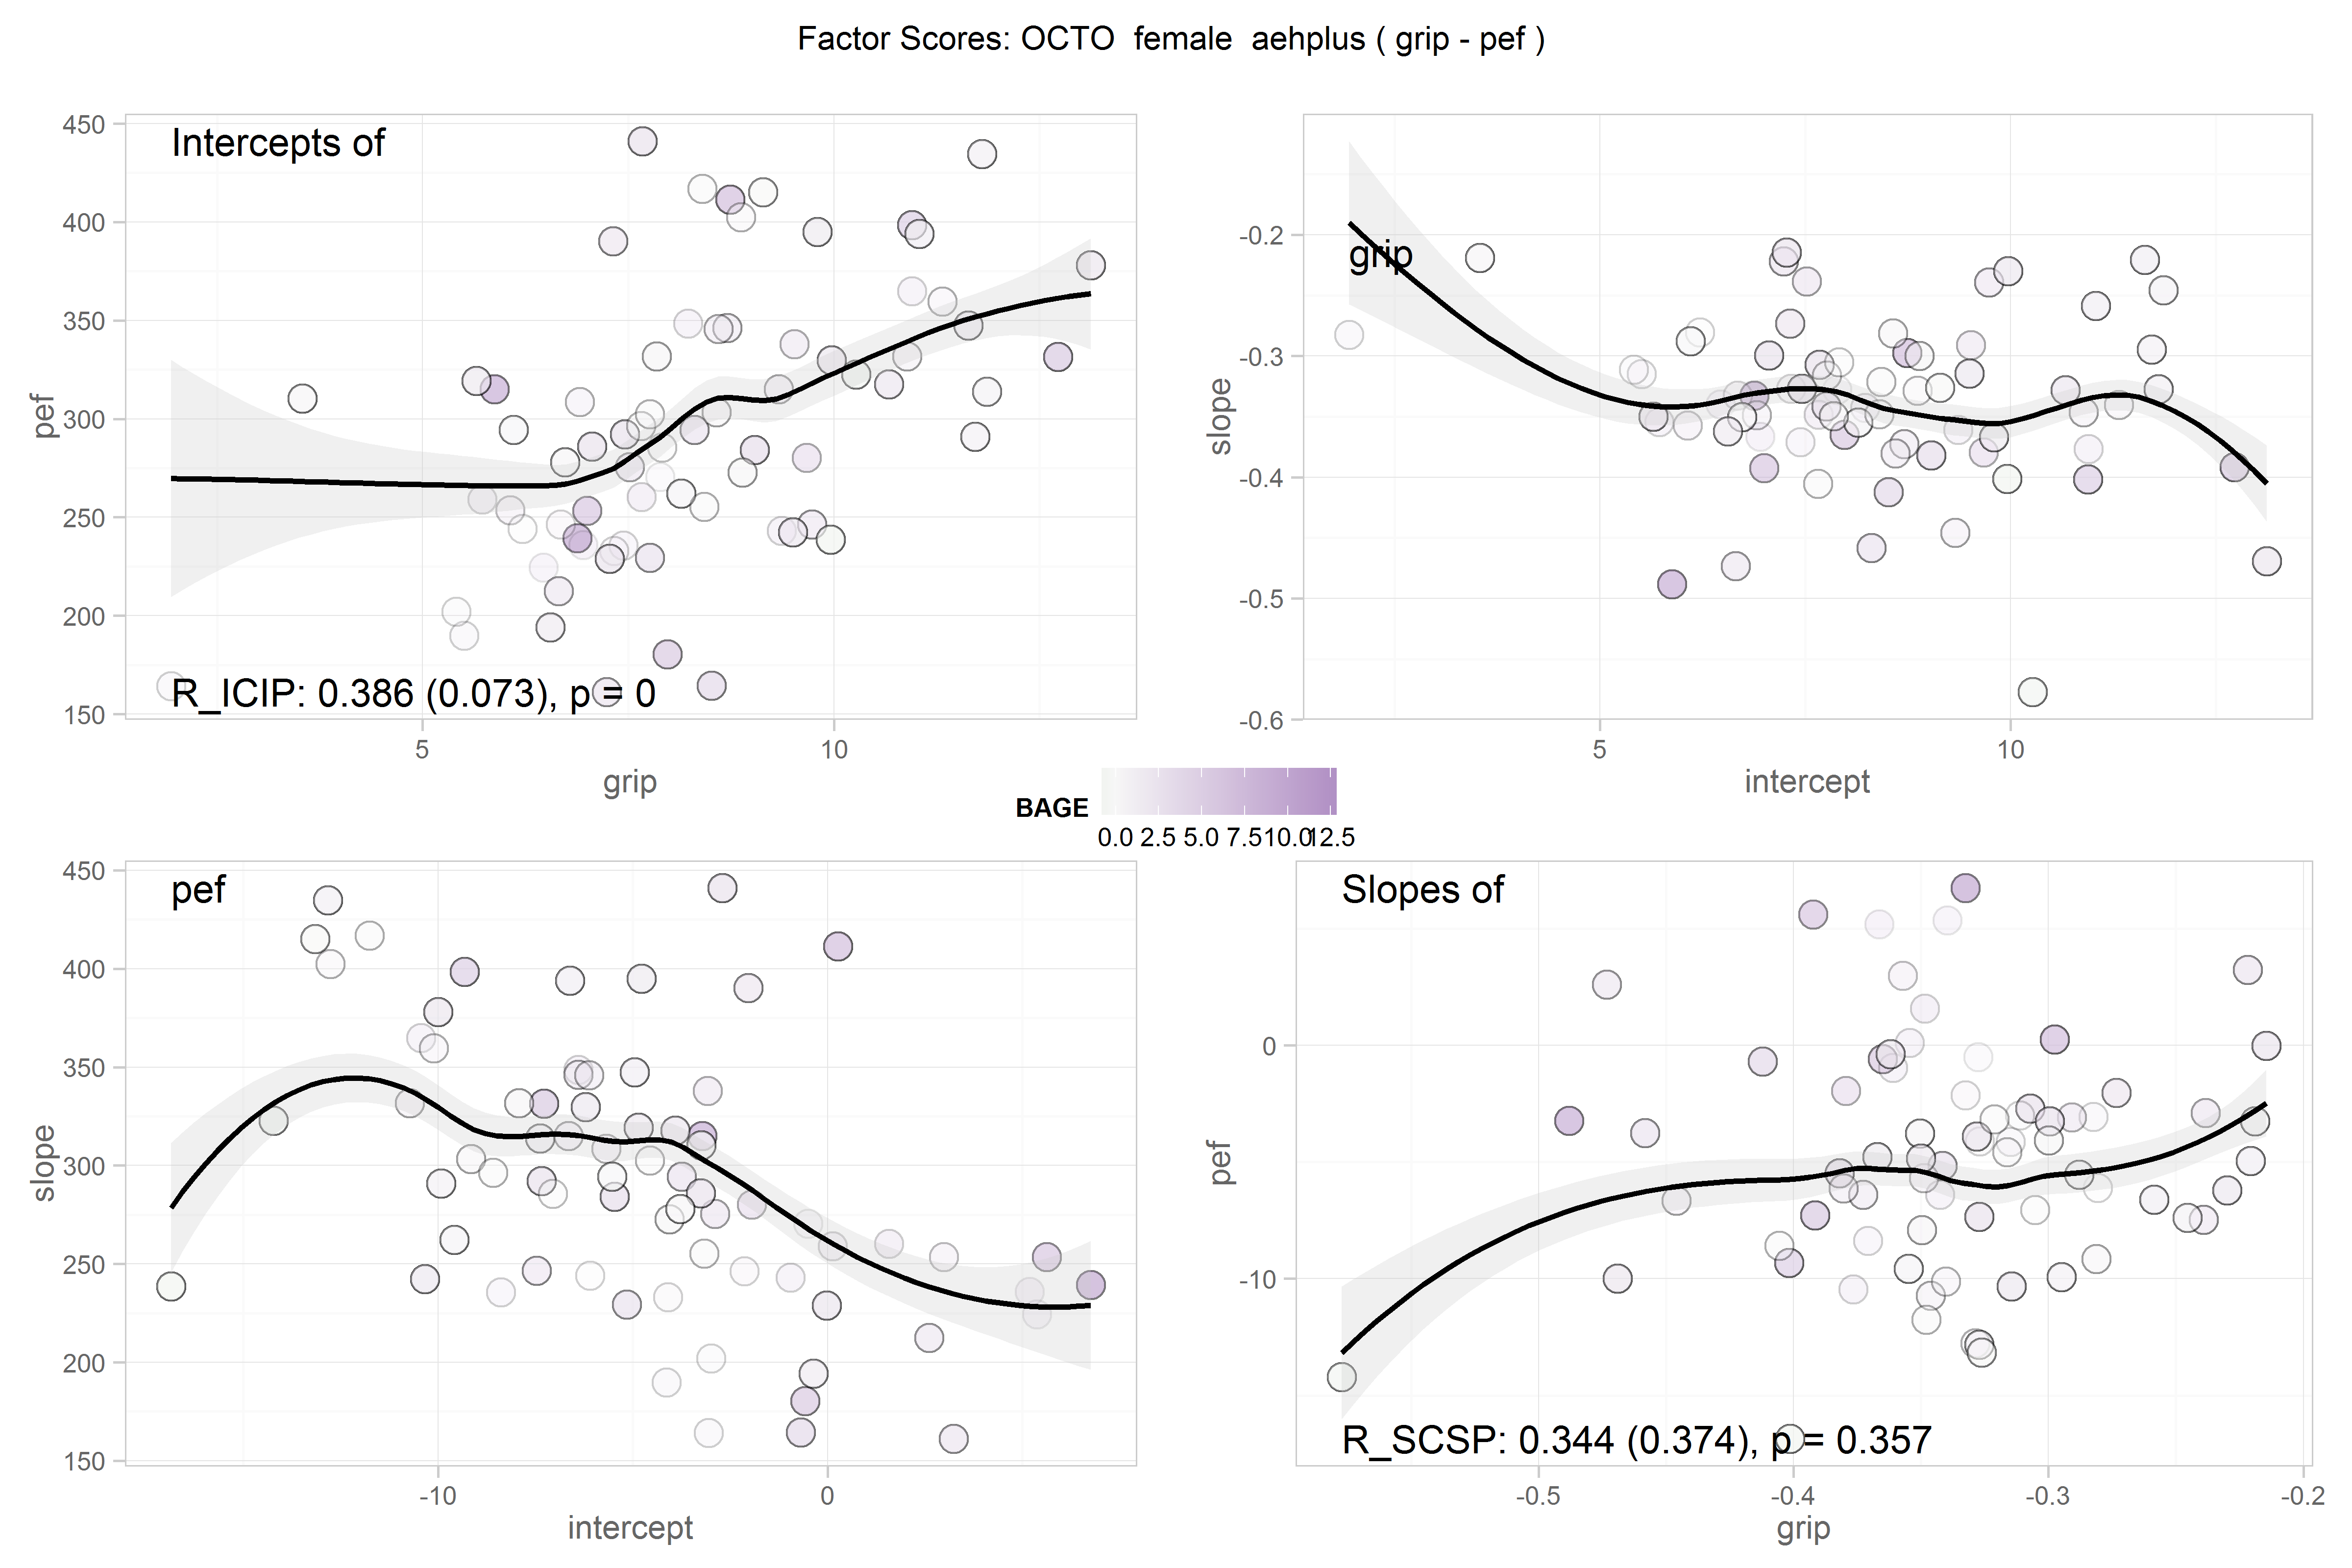 Factor Scores: OCTO  female  aehplus ( grip - pef )
Intercepts of
450
400
350
300
250
200
150
pef
R_ICIP: 0.386 (0.073), p = 0
5
10
grip
grip
-0.2
-0.3
-0.4
-0.5
-0.6
slope
5
10
intercept
BAGE
0.0 2.5 5.0 7.5 10.0 12.5
pef
450
400
350
300
250
200
150
slope
-10
0
intercept
Slopes of
0
-10
pef
R_SCSP: 0.344 (0.374), p = 0.357
-0.5
-0.4
-0.3
-0.2
grip